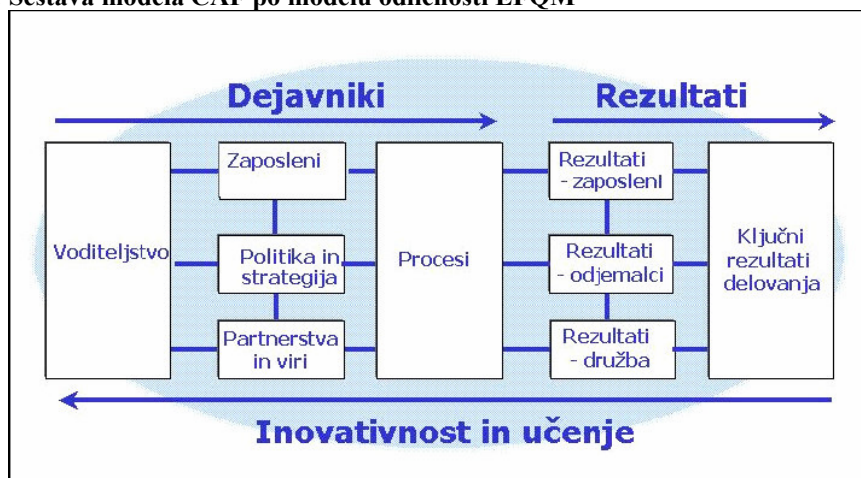 Sestava modela CAF po modelu odličnosti EFQM
Dejavniki
Rezultati
Voditeljstvo
Zaposleni
Politika in
strategija
Partnerstva
in viri
Procesi
Rezultati
- zaposleni
Rezultati
- odjemalci
Rezultati
- družba
Ključni
rezultati
delovanja
Inovativnost in učenje